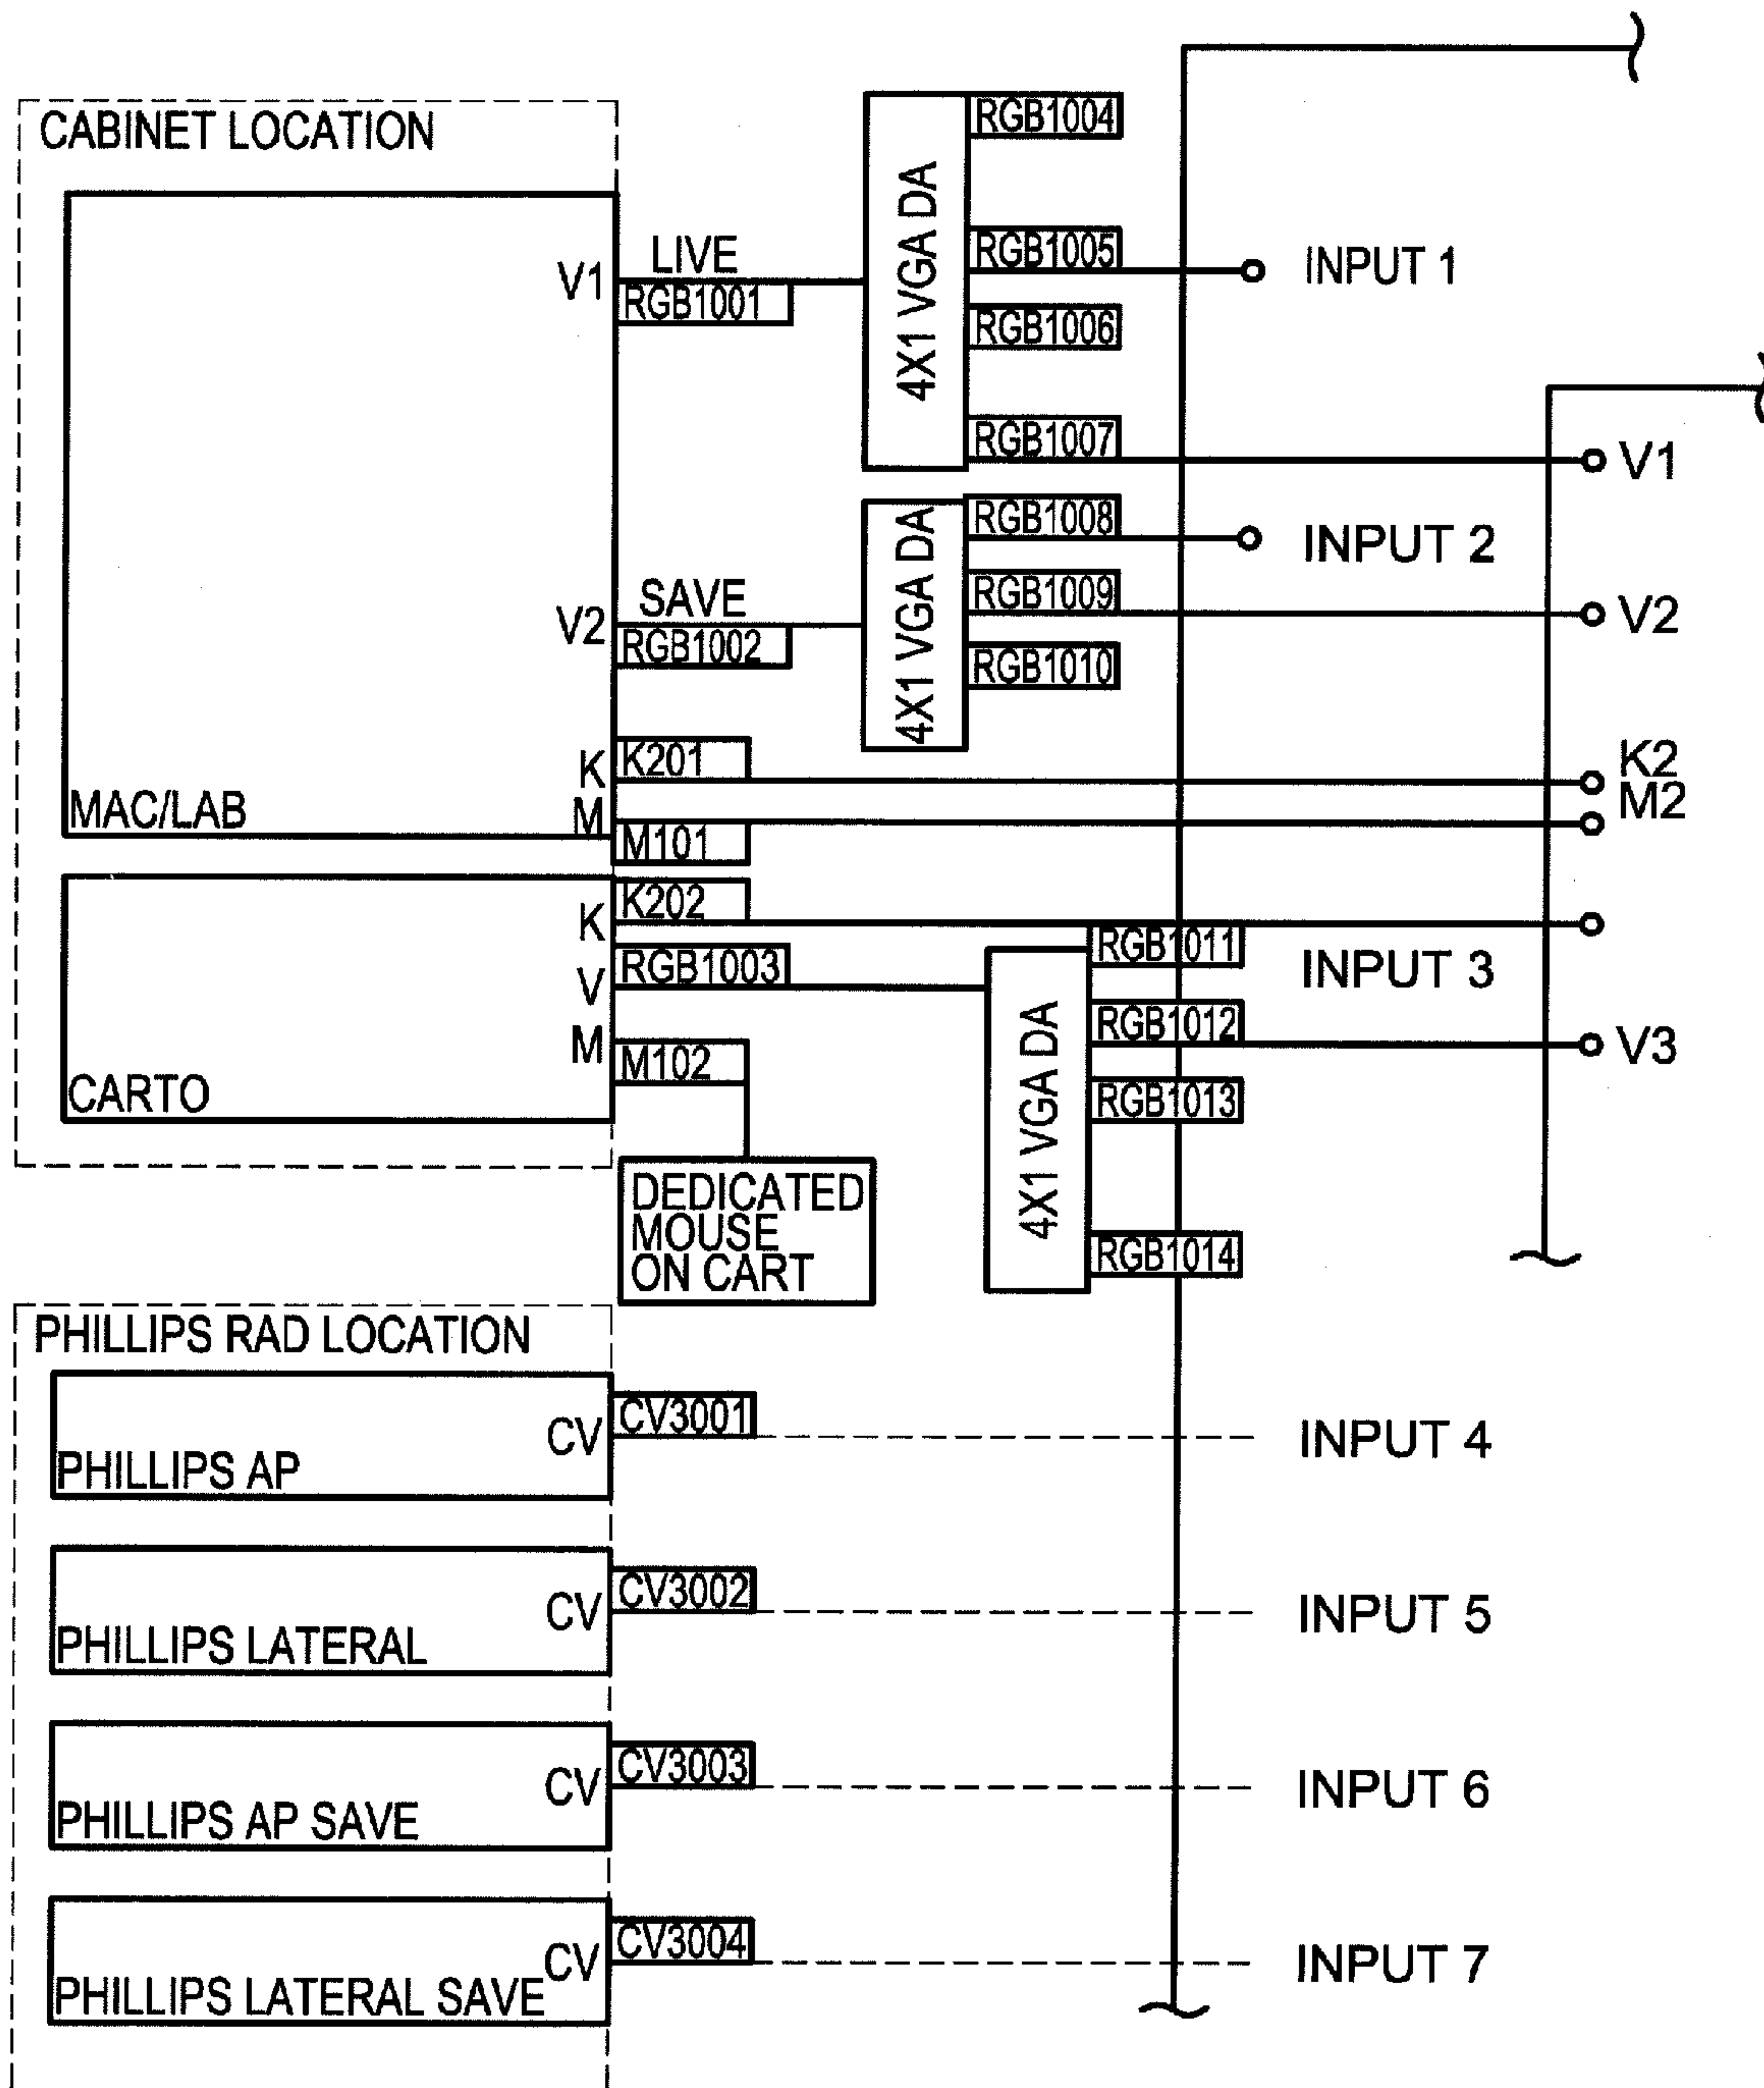 CABINET LOCATION
MAC/LAB
V1
LIVE
RGB1001
4X1 VGA DA
RGB1004
RGB1005
INPUT 1
RGB1006
RGB1007
V1
V2
SAVE
RGB1002
4X1 VGA DA
RGB1008
INPUT 2
RGB1009
V2
RGB1010
K
K201
K2
M
M101
M2
CARTO
K
K202
V
RGB1003
M
M102
DEDICATED
MOUSE
ON CART
4X1 VGA DA
RGB1011
INPUT 3
RGB1012
V3
RGB1013
RGB1014
PHILLIPS RAD LOCATION
PHILLIPS AP
CV
CV3001
INPUT 4
PHILLIPS LATERAL
CV
CV3002
INPUT 5
PHILLIPS AP SAVE
CV
CV3003
INPUT 6
PHILLIPS LATERAL SAVE
CV
CV3004
INPUT 7